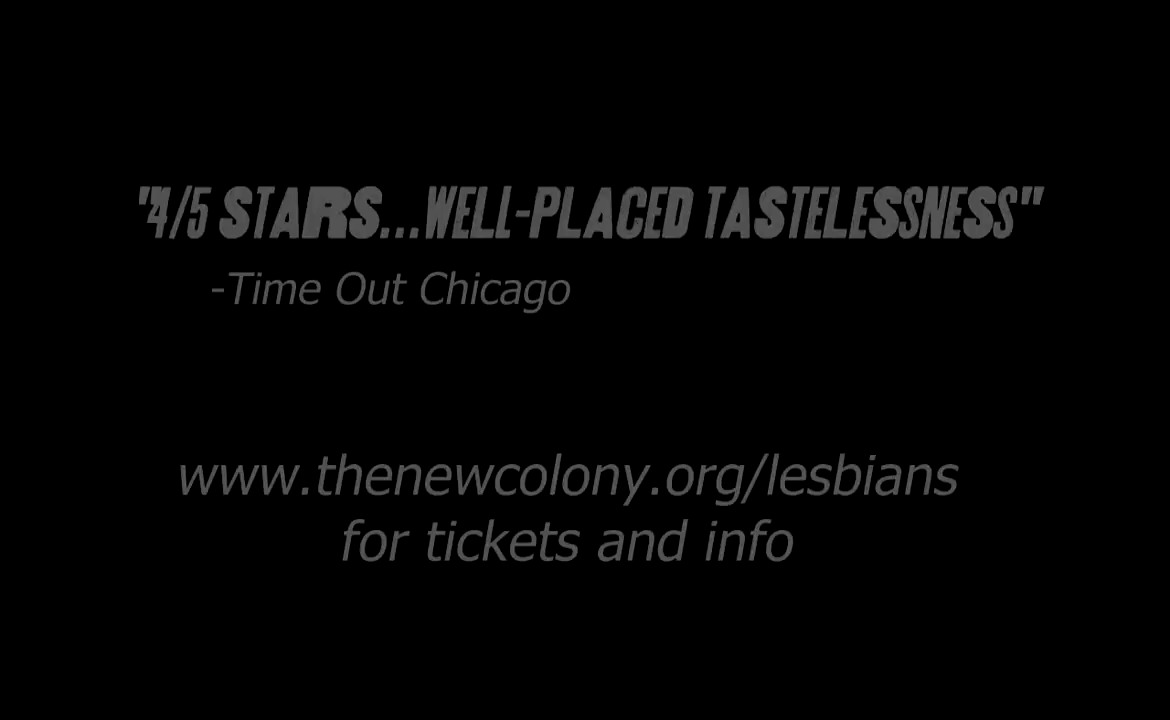 "4/5 STARS...WELL-PLACED TASTELESSNESS"
-Time Out Chicago
www.thenewcolony.org/lesbians
for tickets and info